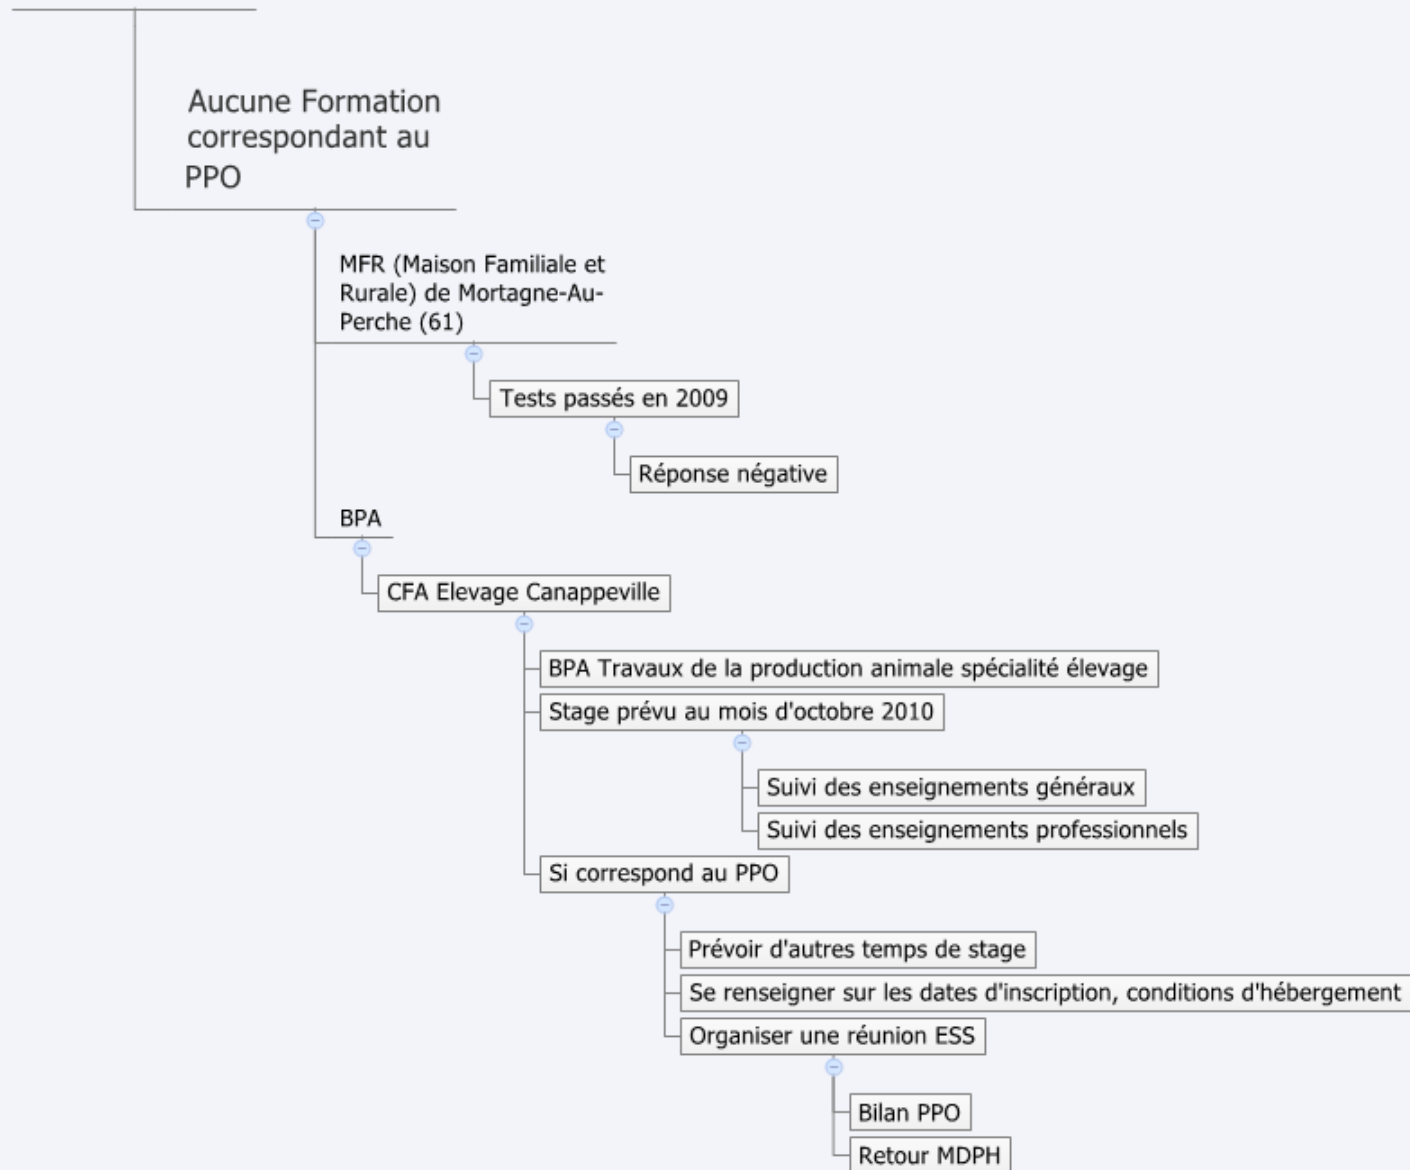 Aucune Formation
correspondant au
PPO
MFR (Maison Familiale et
Rurale) de Mortagne-Au-
Perche (61)
Tests passés en 2009
Réponse négative
BPA
CFA Elevage Canappeville
BPA Travaux de la production animale spécialité élevage
Stage prévu au mois d'octobre 2010
Suivi des enseignements généraux
Suivi des enseignements professionnels
Si correspond au PPO
Prévoir d'autres temps de stage
Se renseigner sur les dates d'inscription, conditions d'hébergement
Organiser une réunion ESS
Bilan PPO
Retour MDPH